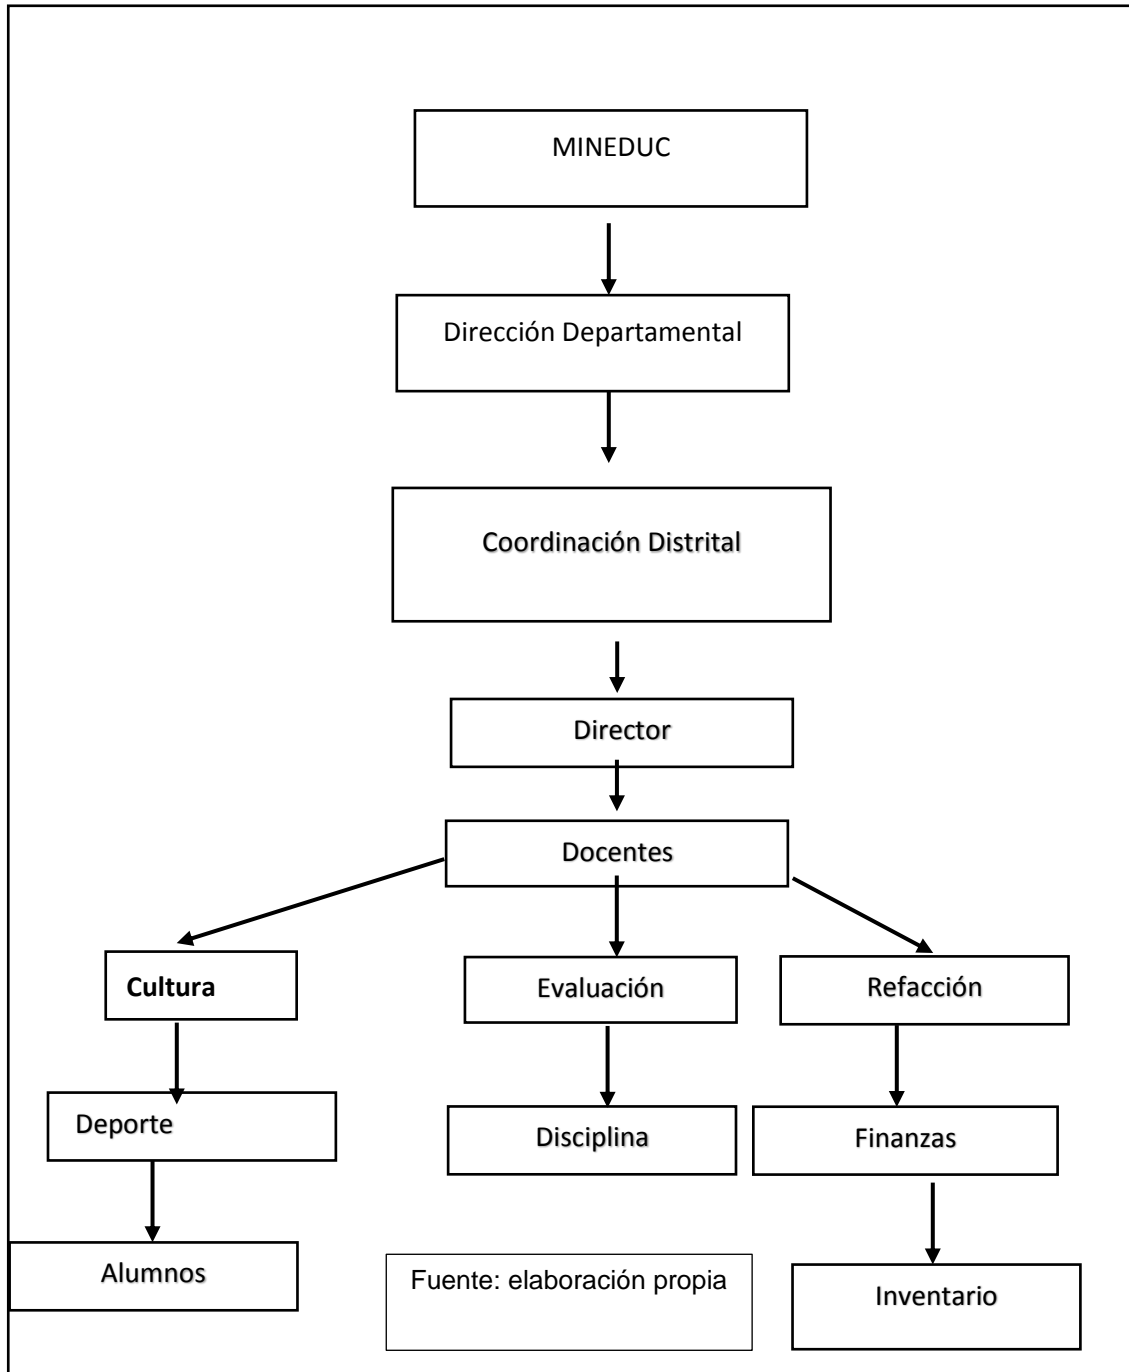 MINEDUC
Dirección Departamental
Coordinación Distrital
Director
Docentes
Cultura
Evaluación
Refacción
Deporte
Disciplina
Finanzas
Alumnos
Fuente: elaboración propia
Inventario